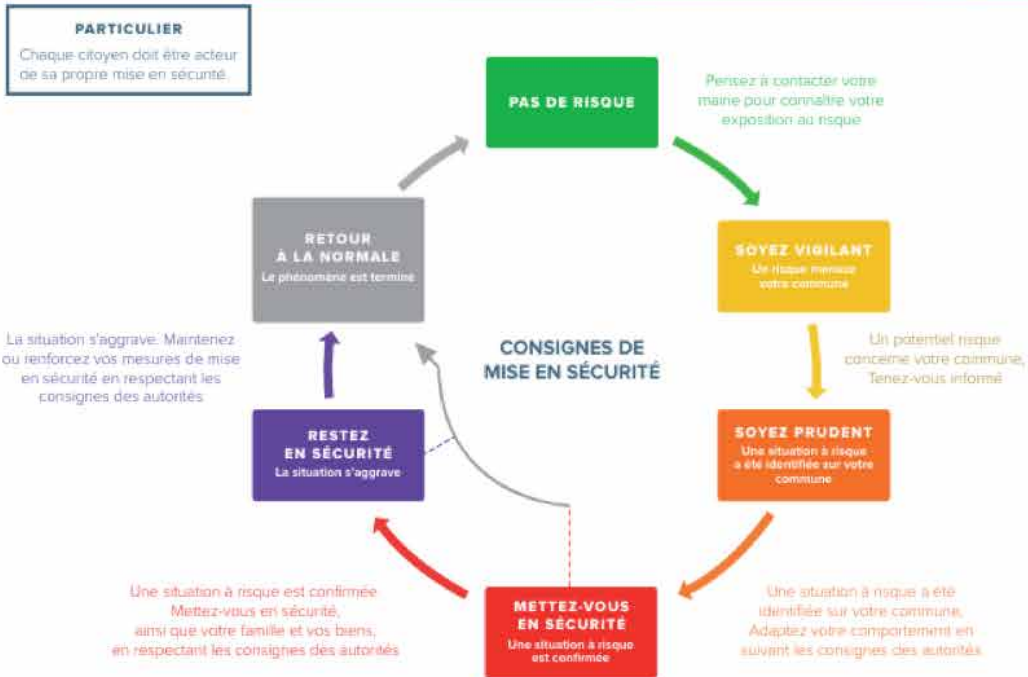 PARTICULIER
Chaque citoyen doit être acteur
de sa propre mise en sécurité.
PAS DE RISQUE
Pensez à contacter votre
mairie pour connaître votre
exposition au risque
SOYEZ VIGILANT
Un risque menace
votre commune
Un potentiel risque
concerne votre commune,
Tenez-vous informé
SOYEZ PRUDENT
Une situation à risque
a été identifiée sur votre
commune
Une situation à risque a été
identifiée sur votre commune,
Adaptez votre comportement en
suivant les consignes des autorités
METTEZ-VOUS
EN SÉCURITÉ
Une situation à risque
est confirmée
Une situation à risque est confirmée
Mettez-vous en sécurité,
ainsi que votre famille et vos biens,
en respectant les consignes des autorités
RESTEZ
EN SÉCURITÉ
La situation s'aggrave
La situation s'aggrave. Maintenez
ou renforcez vos mesures de mise
en sécurité en respectant les
consignes des autorités
RETOUR
À LA NORMALE
Le phénomène est terminé
CONSIGNES DE
MISE EN SÉCURITÉ